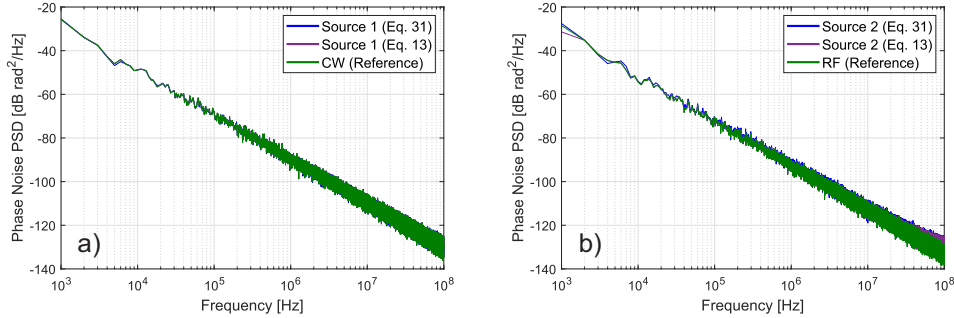 -20
-40
-60
-80
-100
-120
-140
10³ 10⁴ 10⁵ 10⁶ 10⁷ 10⁸
Phase Noise PSD [dB rad²/Hz]
Frequency [Hz]
Source 1 (Eq. 31)
Source 1 (Eq. 13)
CW (Reference)
a)
-20
-40
-60
-80
-100
-120
-140
10³ 10⁴ 10⁵ 10⁶ 10⁷ 10⁸
Phase Noise PSD [dB rad²/Hz]
Frequency [Hz]
Source 2 (Eq. 31)
Source 2 (Eq. 13)
RF (Reference)
b)